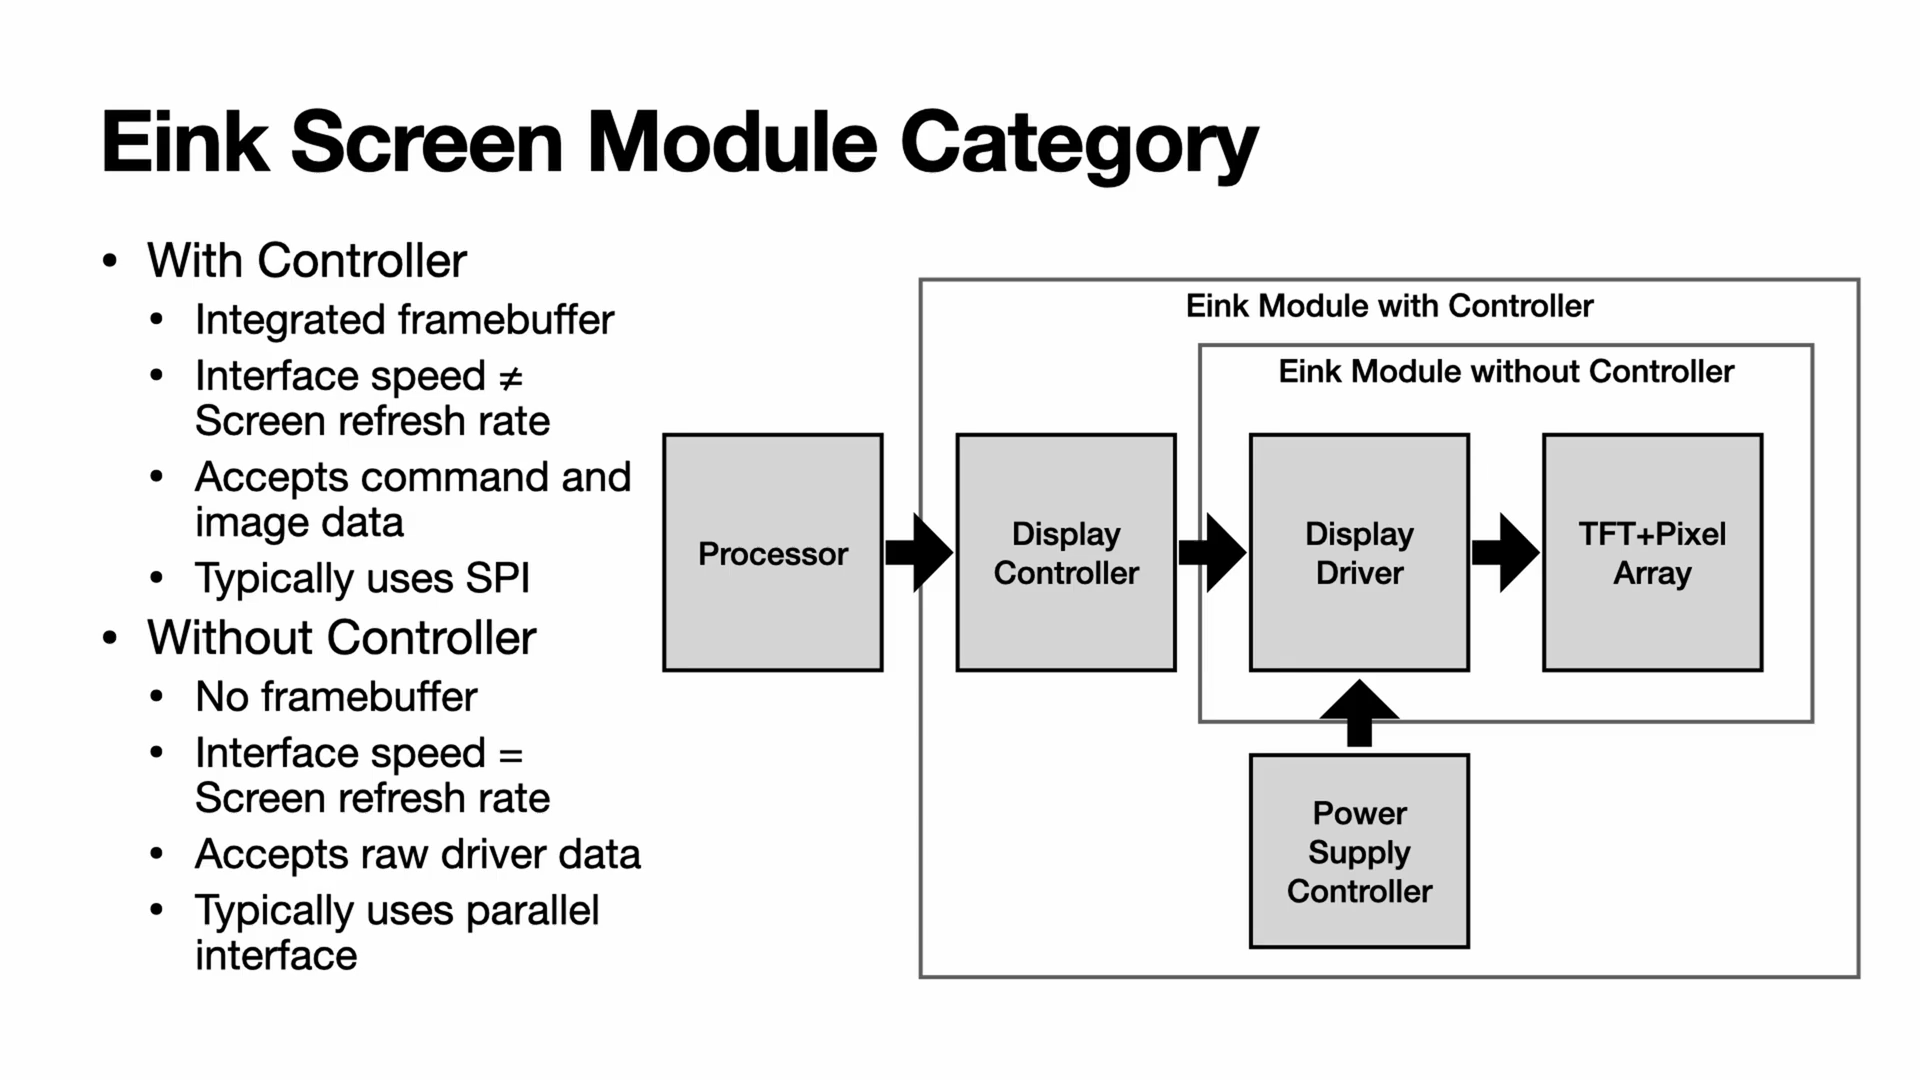 Eink Screen Module Category
• With Controller
• Integrated framebuffer
• Interface speed ≠
Screen refresh rate
• Accepts command and
image data
• Typically uses SPI
• Without Controller
• No framebuffer
• Interface speed =
Screen refresh rate
• Accepts raw driver data
• Typically uses parallel
interface
Eink Module with Controller
Eink Module without Controller
Processor
Display
Controller
Display
Driver
TFT+Pixel
Array
Power
Supply
Controller